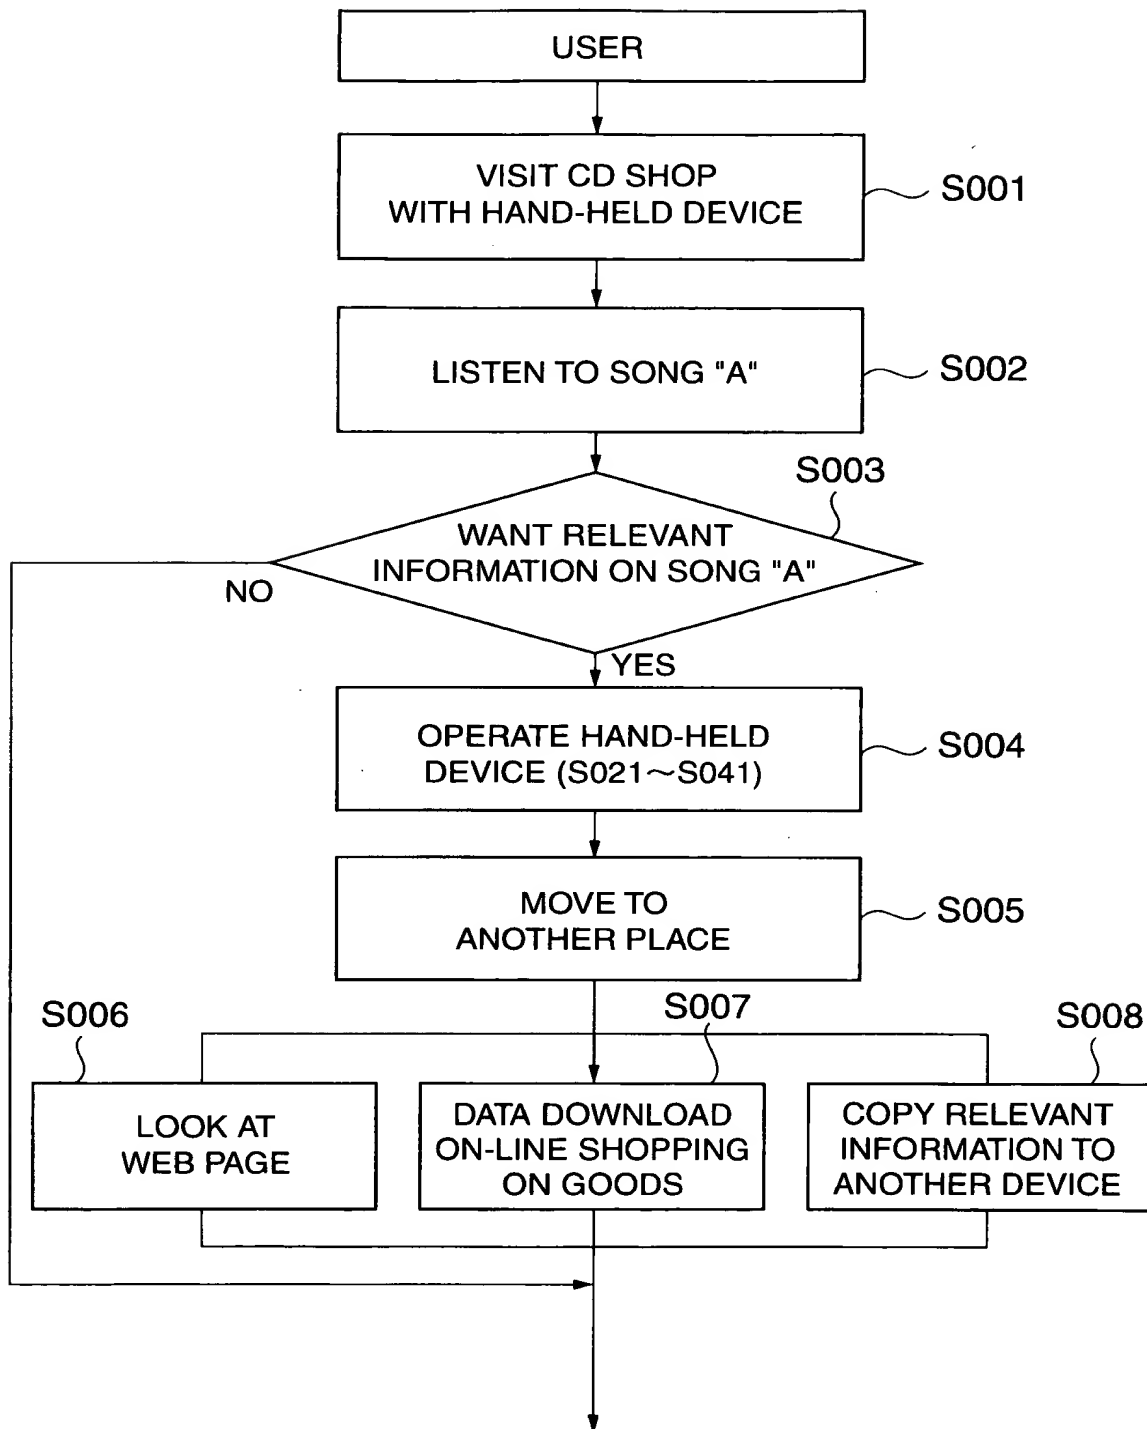 USER
VISIT CD SHOP
WITH HAND-HELD DEVICE
S001
LISTEN TO SONG "A"
S002
S003
WANT RELEVANT
INFORMATION ON SONG "A"
NO
YES
OPERATE HAND-HELD
DEVICE (S021~S041)
S004
MOVE TO
ANOTHER PLACE
S005
S006
LOOK AT
WEB PAGE
S007
DATA DOWNLOAD
ON-LINE SHOPPING
ON GOODS
S008
COPY RELEVANT
INFORMATION TO
ANOTHER DEVICE